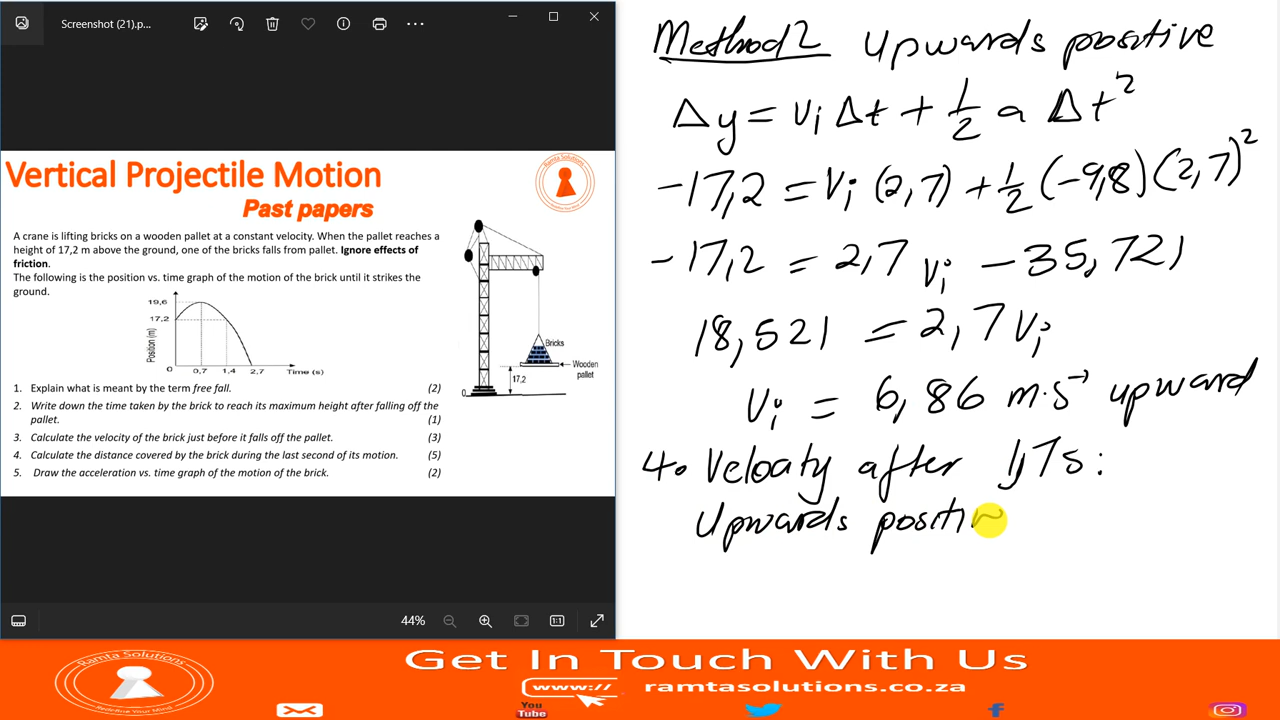 Screenshot (21).p...
Vertical Projectile Motion
Past papers
Ramta Solutions
A crane is lifting bricks on a wooden pallet at a constant velocity. When the pallet reaches a
height of 17,2 m above the ground, one of the bricks falls from pallet. Ignore effects of
friction.
The following is the position vs. time graph of the motion of the brick until it strikes the
ground.
Position (m)
19,6
17,2
0
0,7
1,4
2,7
Time (s)
Bricks
Wooden
pallet
17,2
0
1. Explain what is meant by the term free fall. (2)
2. Write down the time taken by the brick to reach its maximum height after falling off the
pallet. (1)
3. Calculate the velocity of the brick just before it falls off the pallet. (3)
4. Calculate the distance covered by the brick during the last second of its motion. (5)
5. Draw the acceleration vs. time graph of the motion of the brick. (2)
44%
1:1
Method 2 Upwards positive
Δy = vi Δt + 1/2 a Δt²
-17,2 = vi (2,7) + 1/2 (-9,8)(2,7)²
-17,2 = 2,7 vi - 35,721
18,521 = 2,7 vi
vi = 6,86 m·s⁻¹ upward
4. Velocity after 1,7s:
Upwards positiv
Ramta Solutions
Redefine Your Mind
Get In Touch With Us
www://
ramtasolutions.co.za
You
Tube